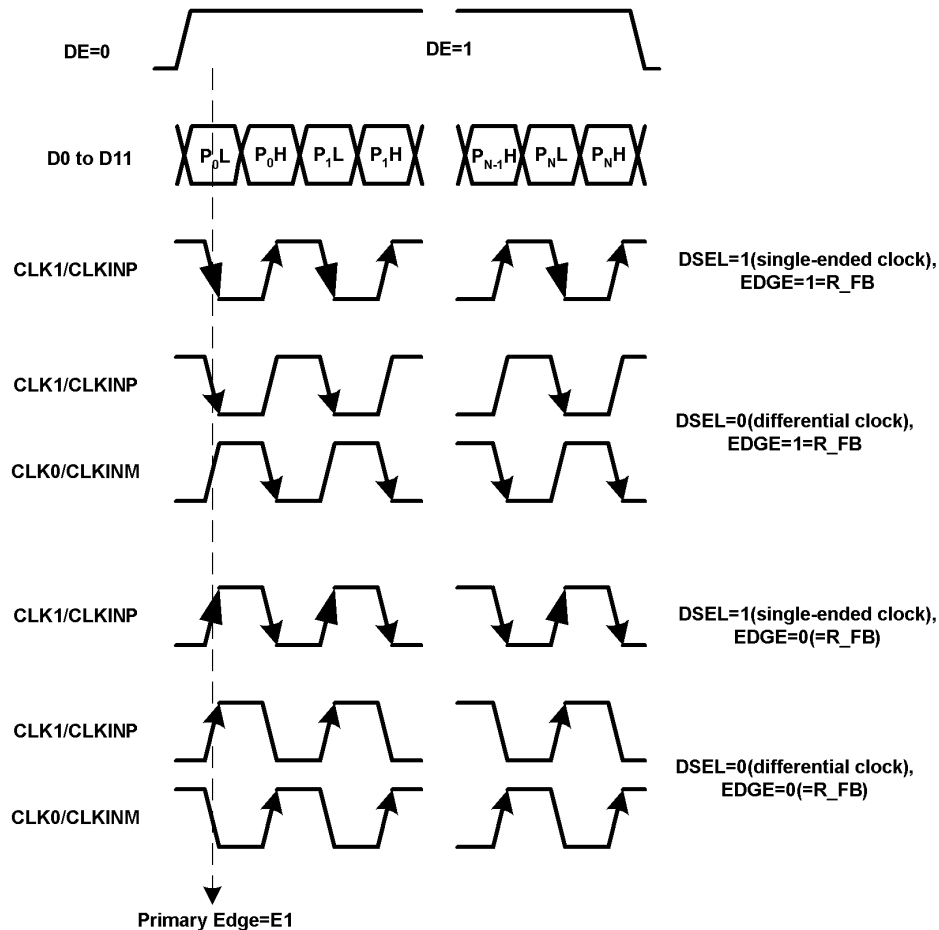 DE=0
DE=1
D0 to D11
P0L P0H P1L P1H PN-1H PNL PNH
CLK1/CLKINP
DSEL=1(single-ended clock),
EDGE=1=R_FB
CLK1/CLKINP
DSEL=0(differential clock),
EDGE=1=R_FB
CLK0/CLKINM
CLK1/CLKINP
DSEL=1(single-ended clock),
EDGE=0(=R_FB)
CLK1/CLKINP
DSEL=0(differential clock),
EDGE=0(=R_FB)
CLK0/CLKINM
Primary Edge=E1